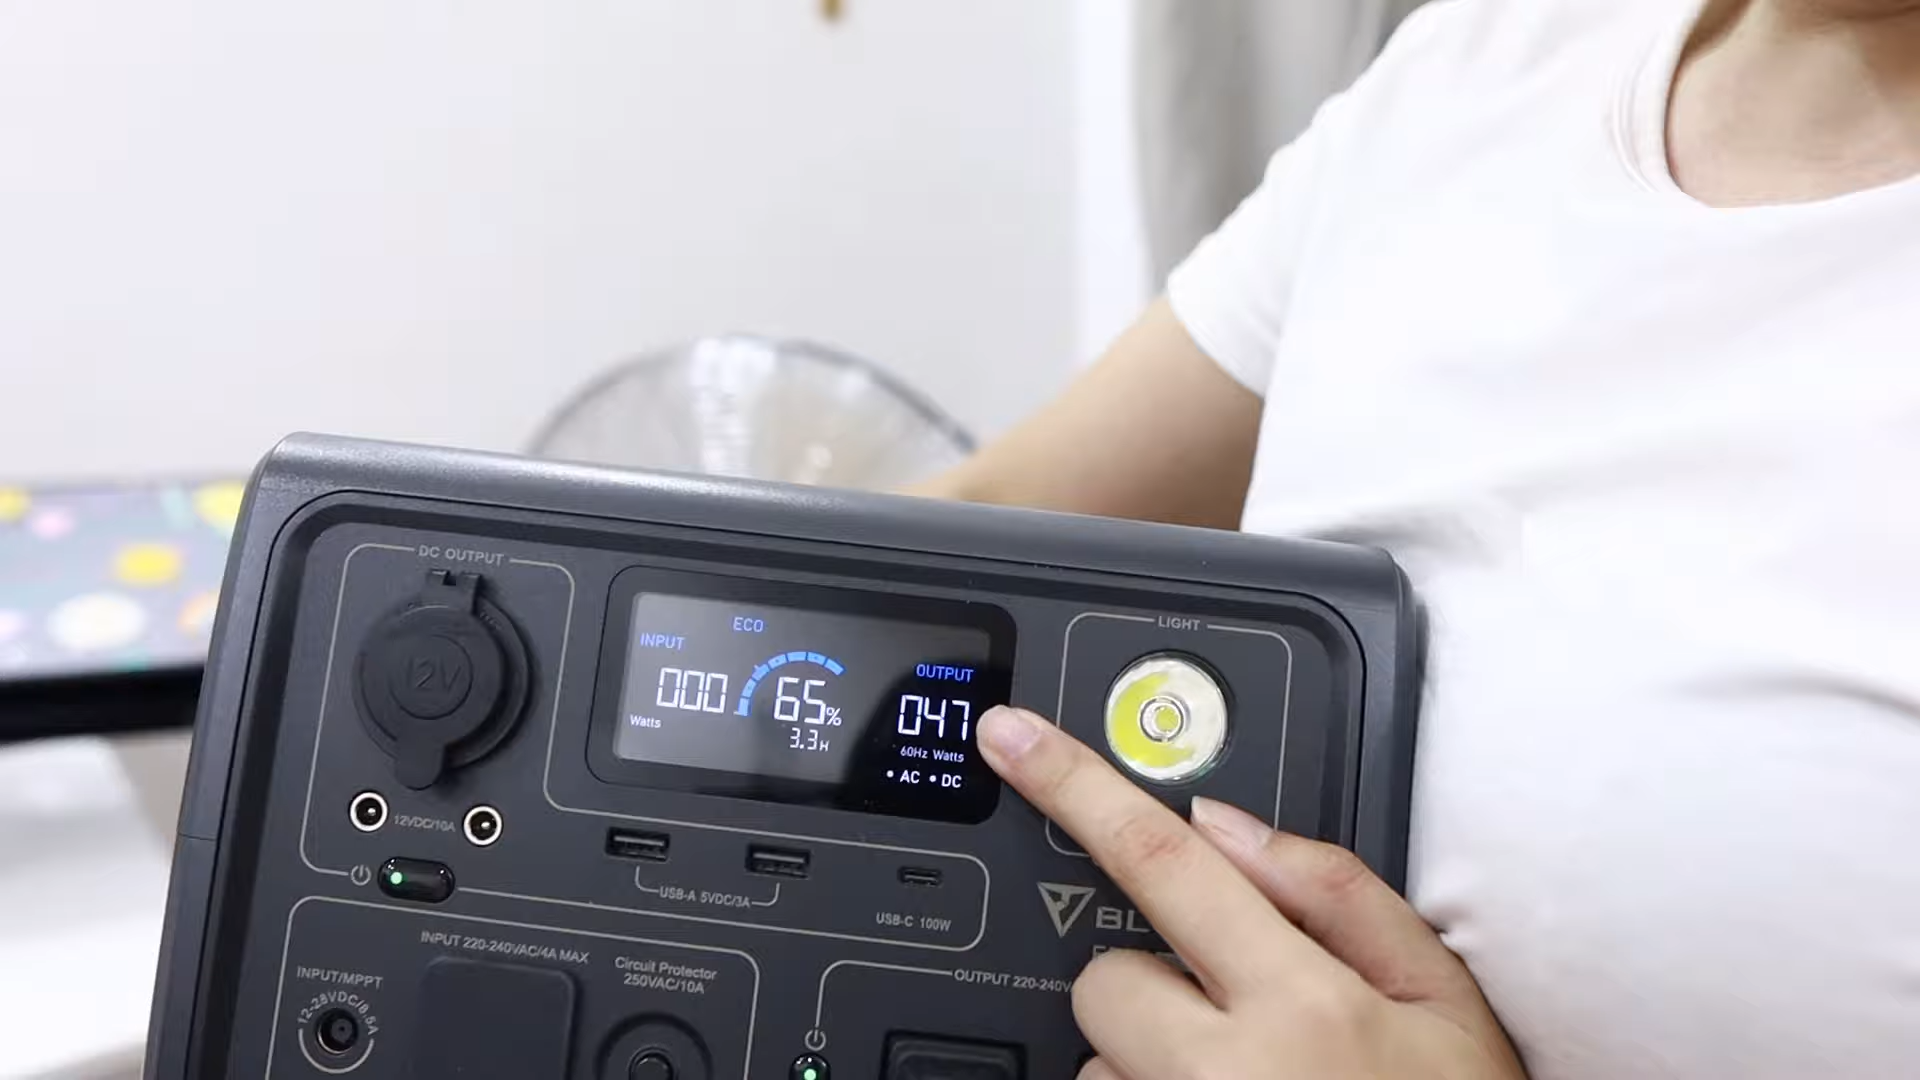 DC OUTPUT
12V
12VDC/10A
ECO
INPUT
000
Watts
65%
3.3H
OUTPUT
047
60Hz Watts
• AC • DC
LIGHT
USB-A 5VDC/3A
USB-C 100W
BL
INPUT 220-240VAC/4A MAX
INPUT/MPPT
12-28VDC/8.5A
Circuit Protector
250VAC/10A
OUTPUT 220-240V